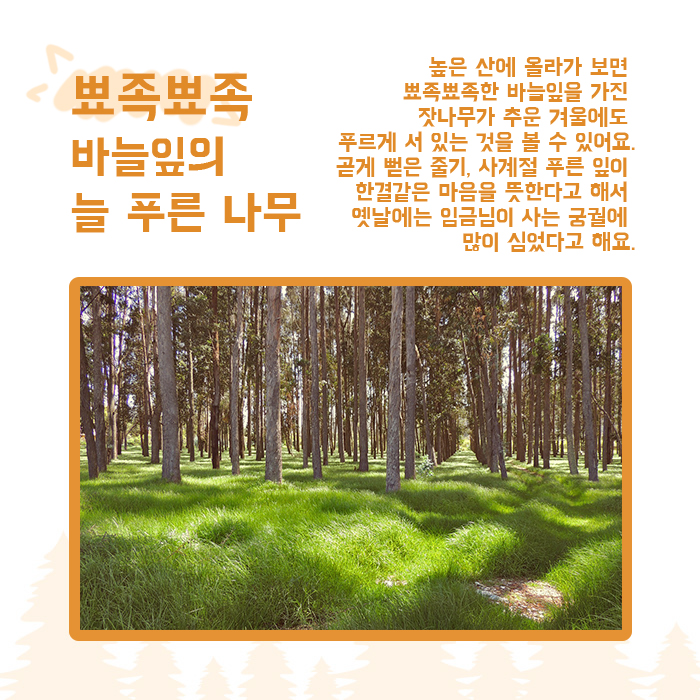 뾰족뾰족
바늘잎의
늘 푸른 나무
높은 산에 올라가 보면
뾰족뾰족한 바늘잎을 가진
잣나무가 추운 겨울에도
푸르게 서 있는 것을 볼 수 있어요.
곧게 뻗은 줄기, 사계절 푸른 잎이
한결같은 마음을 뜻한다고 해서
옛날에는 임금님이 사는 궁궐에
많이 심었다고 해요.